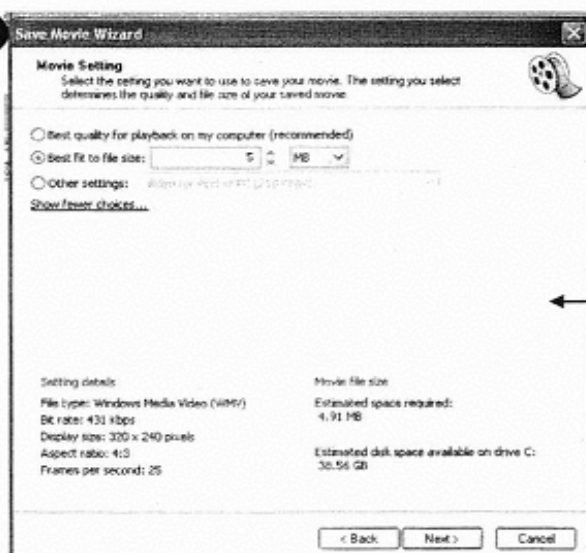 Save Movie Wizard
Movie Setting
Select the setting you want to use to save your movie. The setting you select
determines the quality and file size of your saved movie.
Best quality for playback on my computer (recommended)
Best fit to file size: 5 MB
Other settings:
Show fewer choices...
Setting details
File type: Windows Media Video (WMV)
Bit rate: 431 Kbps
Display size: 320 x 240 pixels
Aspect ratio: 4:3
Frames per second: 25
Movie file size
Estimated space required:
4.91 MB
Estimated disk space available on drive C:
38.56 GB
< Back Next > Cancel